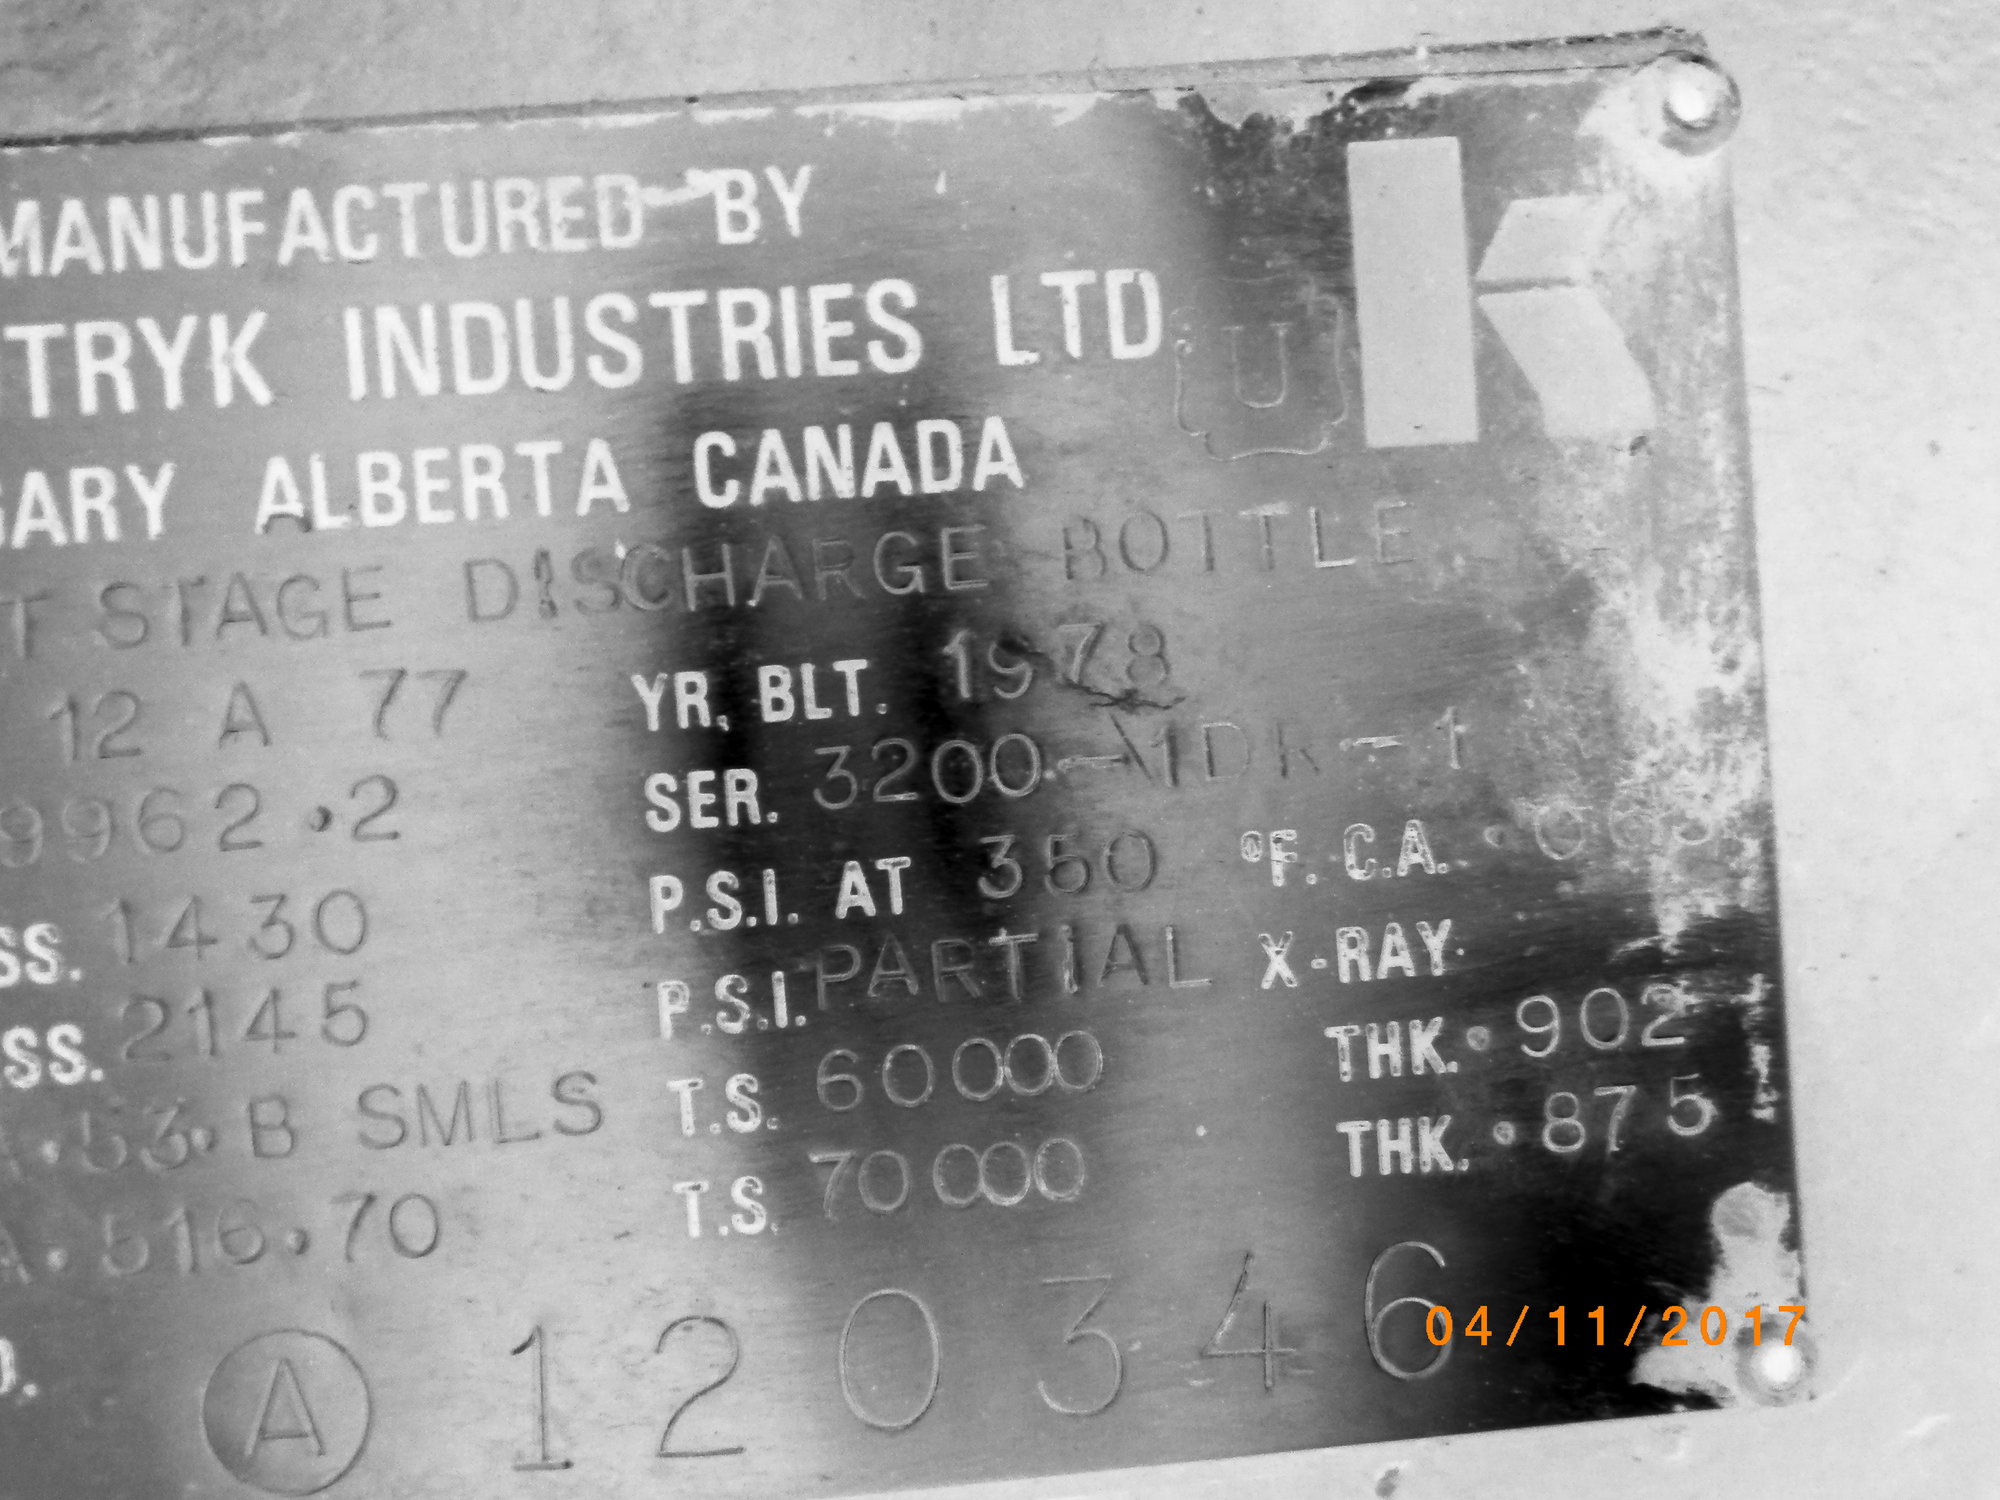 MANUFACTURED BY
TRYK INDUSTRIES LTD
GARY ALBERTA CANADA
U
T STAGE DISCHARGE BOTTLE
12 A 77 YR. BLT. 1978
9962.2 SER. 3200-1DK-1
SS. 1430 P.S.I. AT 350 °F. C.A.
SS. 2145 P.S.I. PARTIAL X-RAY
A.53.B SMLS T.S. 60000 THK. .902
A.516.70 T.S. 70000 THK. .875
A 120346
04/11/2017